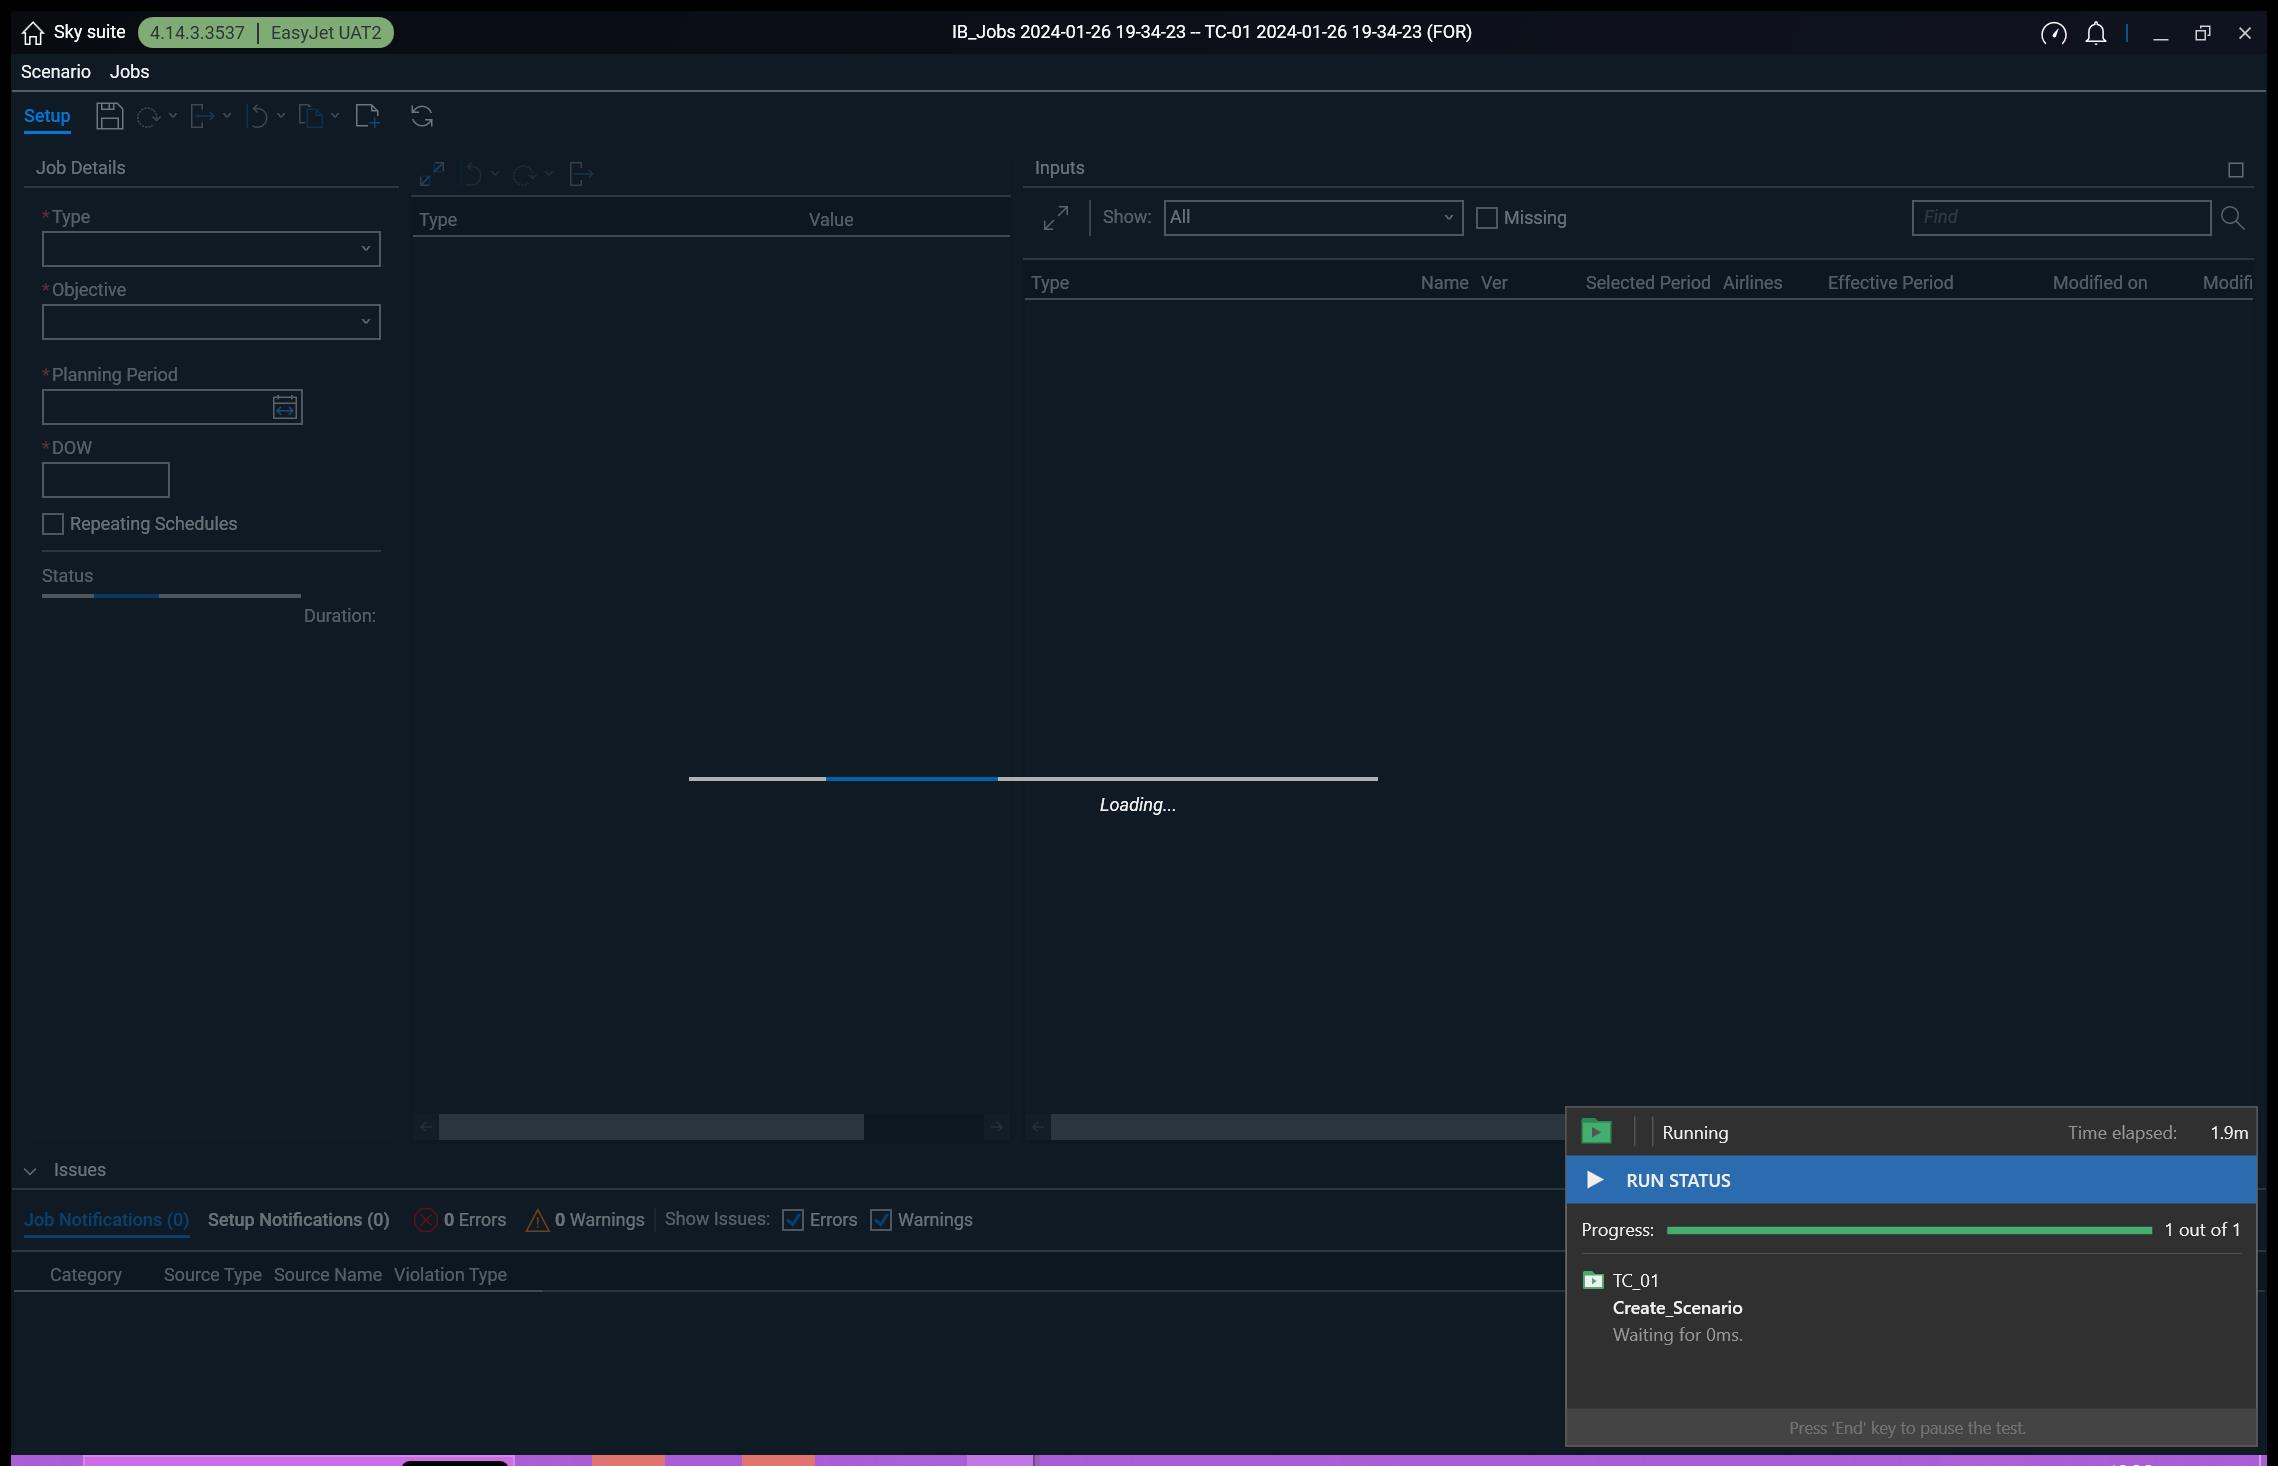 Sky suite 4.14.3.3537 | EasyJet UAT2 IB_Jobs 2024-01-26 19-34-23 -- TC-01 2024-01-26 19-34-23 (FOR)
Scenario Jobs
Setup
Job Details
*Type
*Objective
*Planning Period
*DOW
Repeating Schedules
Status
Duration:
Type Value
Inputs
Show: All Missing Find
Type Name Ver Selected Period Airlines Effective Period Modified on Modifi
Loading...
Issues
Job Notifications (0) Setup Notifications (0) 0 Errors 0 Warnings Show Issues: Errors Warnings
Category Source Type Source Name Violation Type
Running Time elapsed: 1.9m
RUN STATUS
Progress: 1 out of 1
TC_01
Create_Scenario
Waiting for 0ms.
Press 'End' key to pause the test.